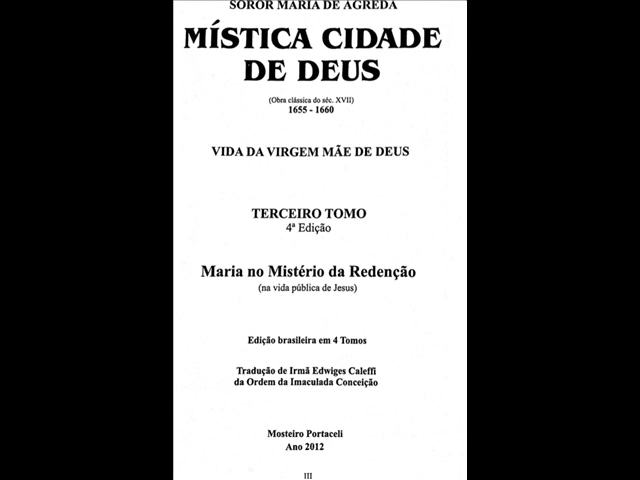 SOROR MARIA DE AGREDA
MÍSTICA CIDADE
DE DEUS
(Obra clássica do séc. XVII)
1655 - 1660
VIDA DA VIRGEM MÃE DE DEUS
TERCEIRO TOMO
4ª Edição
Maria no Mistério da Redenção
(na vida pública de Jesus)
Edição brasileira em 4 Tomos
Tradução de Irmã Edwiges Caleffi
da Ordem da Imaculada Conceição
Mosteiro Portaceli
Ano 2012
III